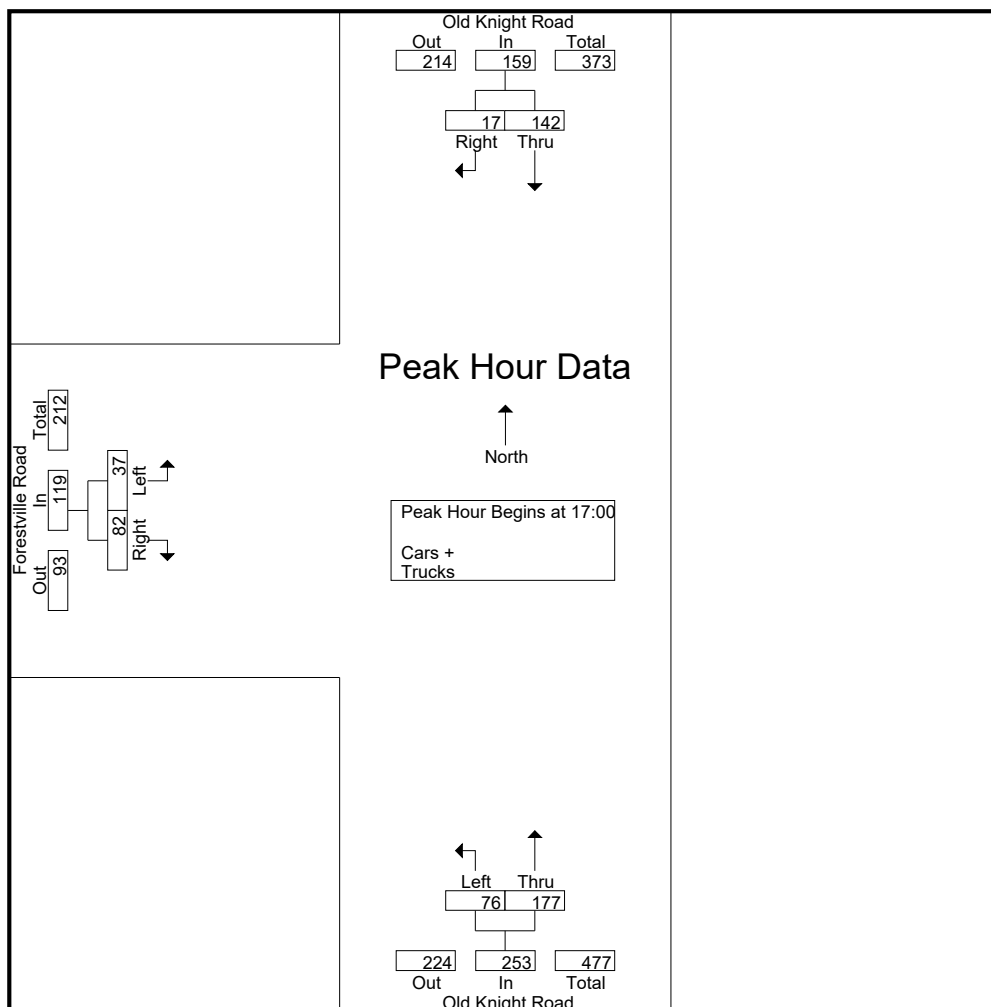 Old Knight Road
Out In Total
214 159 373
17 142
Right Thru
Peak Hour Data
North
Peak Hour Begins at 17:00
Cars +
Trucks
Forestville Road
Out In Total
93 119 212
82 37
Right Left
Left Thru
76 177
224 253 477
Out In Total
Old Knight Road